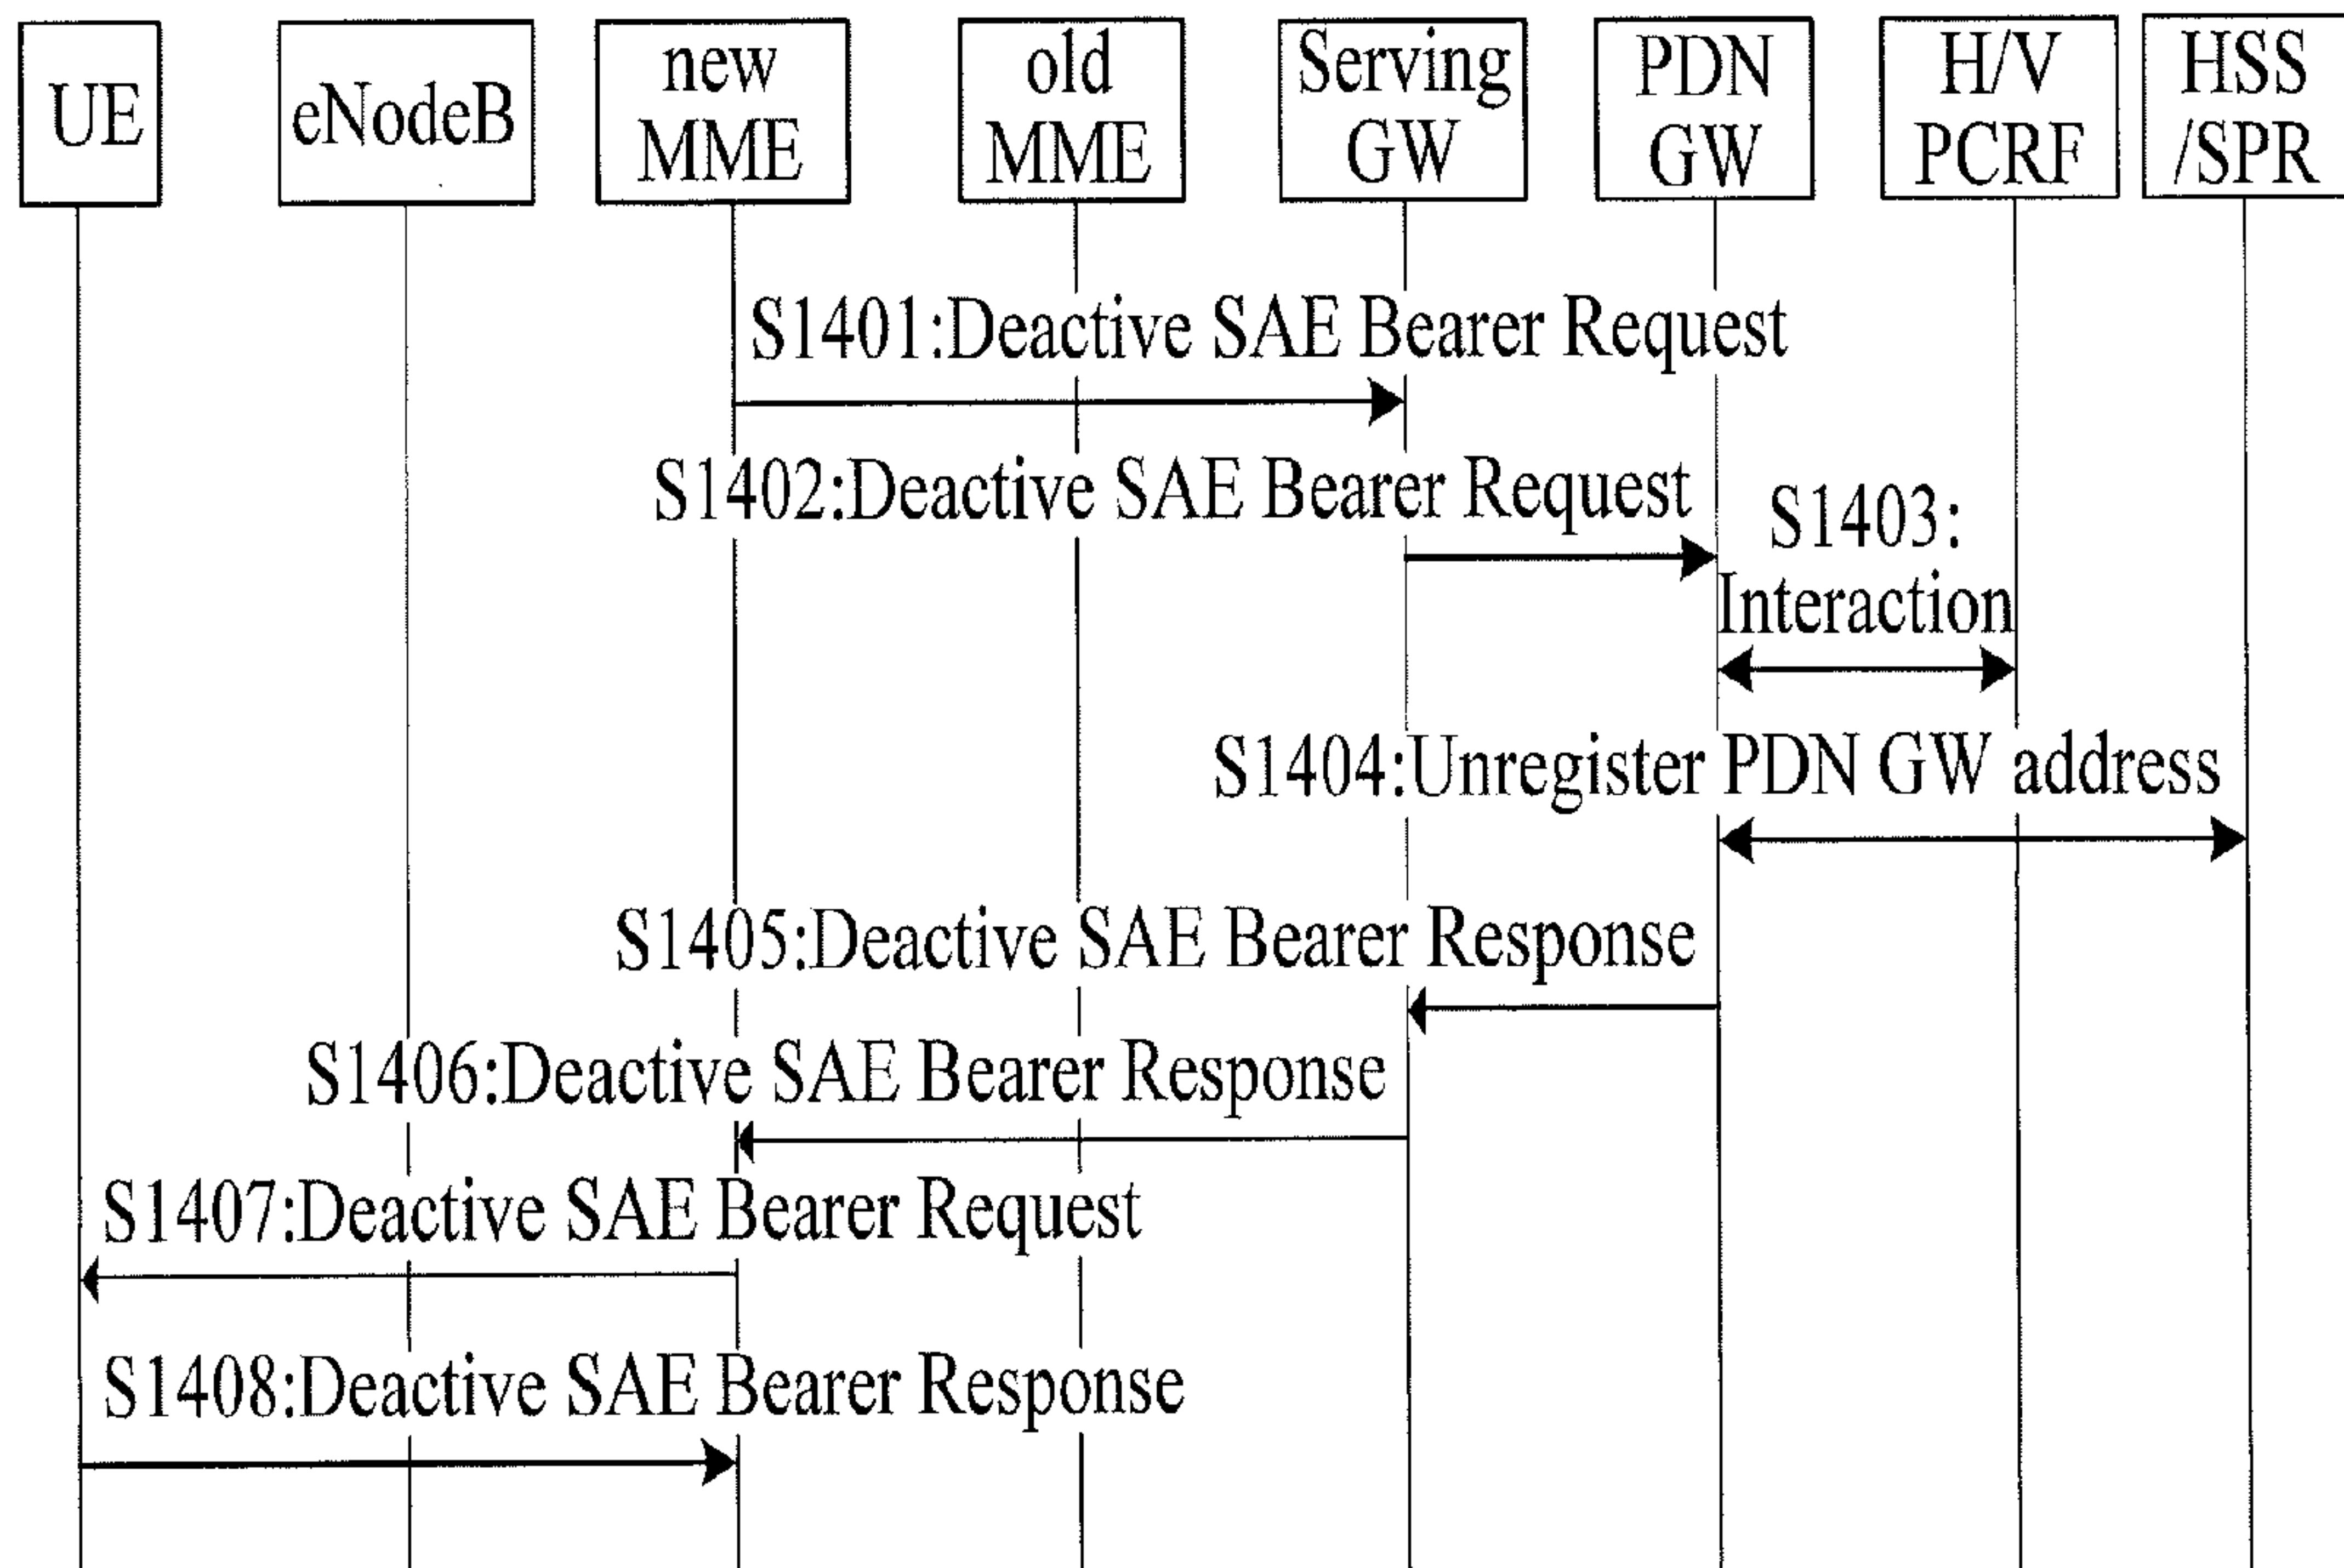 UE
eNodeB
new
MME
old
MME
Serving
GW
PDN
GW
H/V
PCRF
HSS
/SPR
S1401:Deactive SAE Bearer Request
S1402:Deactive SAE Bearer Request
S1403:
Interaction
S1404:Unregister PDN GW address
S1405:Deactive SAE Bearer Response
S1406:Deactive SAE Bearer Response
S1407:Deactive SAE Bearer Request
S1408:Deactive SAE Bearer Response